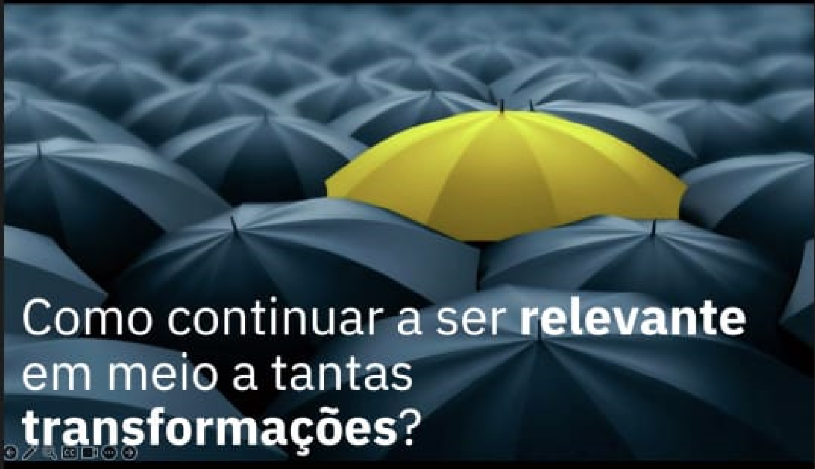 Como continuar a ser relevante
em meio a tantas
transformações?